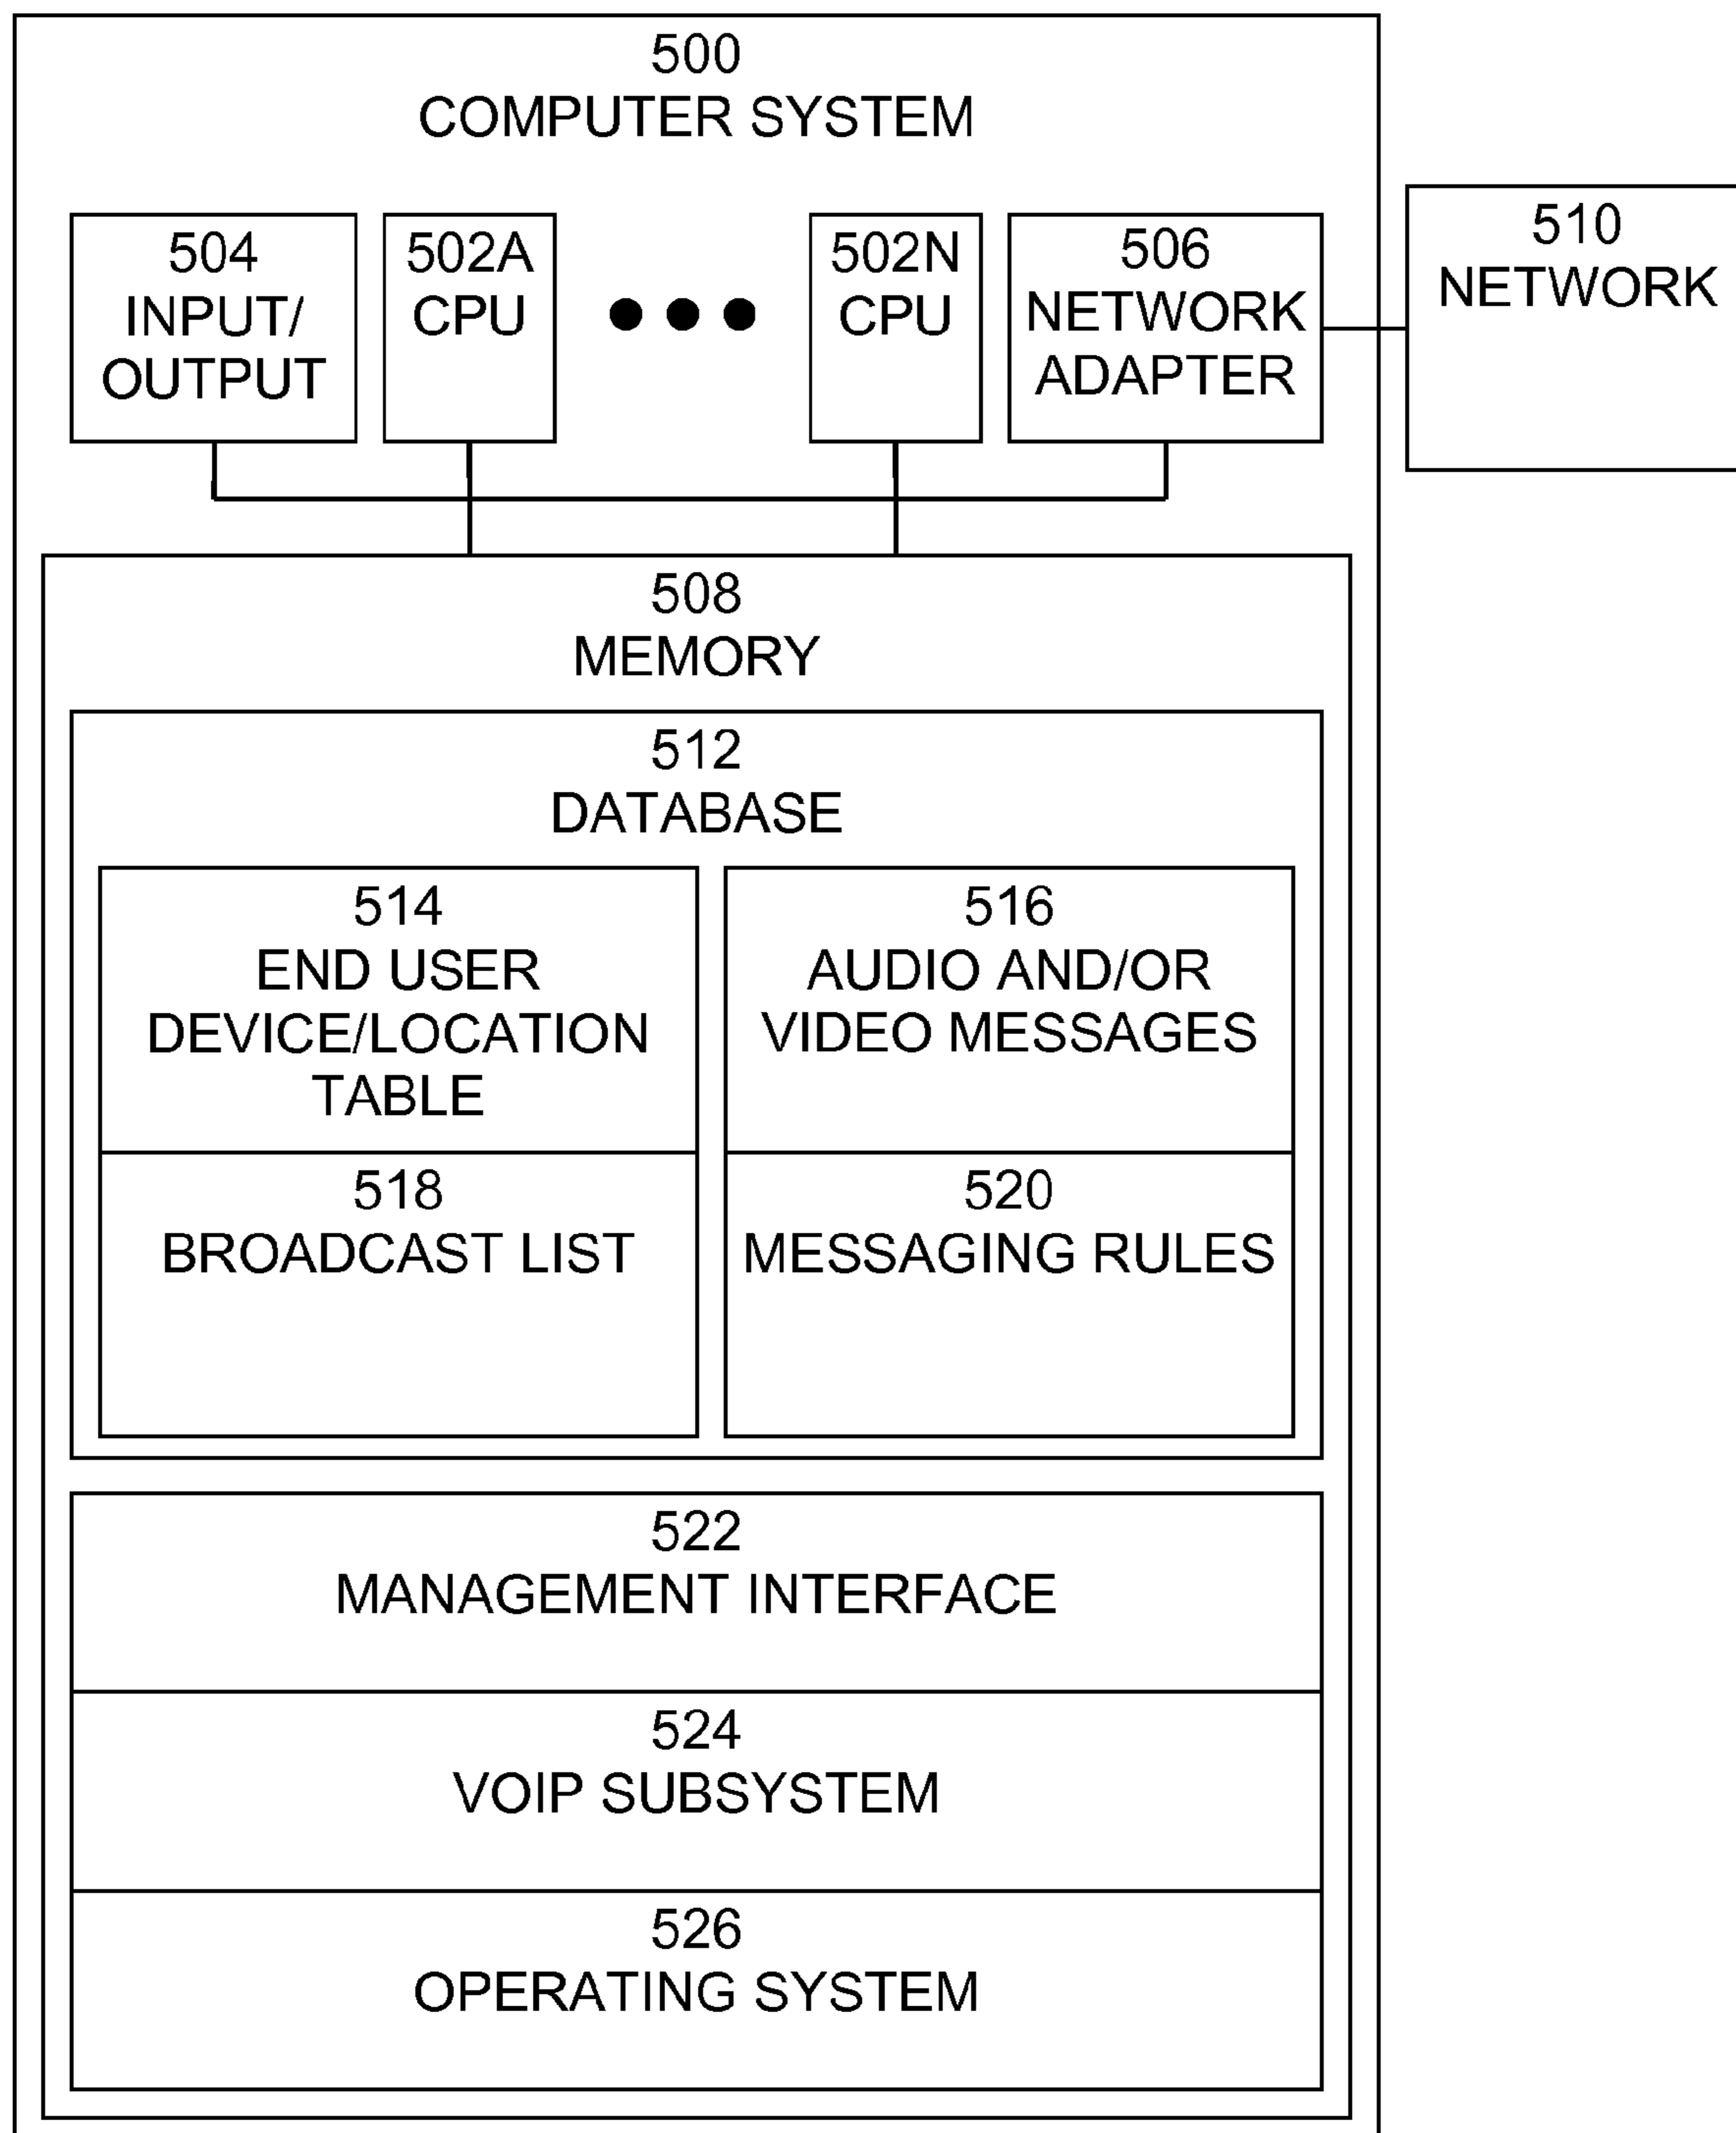 500
COMPUTER SYSTEM
504
INPUT/
OUTPUT
502A
CPU
502N
CPU
506
NETWORK
ADAPTER
510
NETWORK
508
MEMORY
512
DATABASE
514
END USER
DEVICE/LOCATION
TABLE
516
AUDIO AND/OR
VIDEO MESSAGES
518
BROADCAST LIST
520
MESSAGING RULES
522
MANAGEMENT INTERFACE
524
VOIP SUBSYSTEM
526
OPERATING SYSTEM